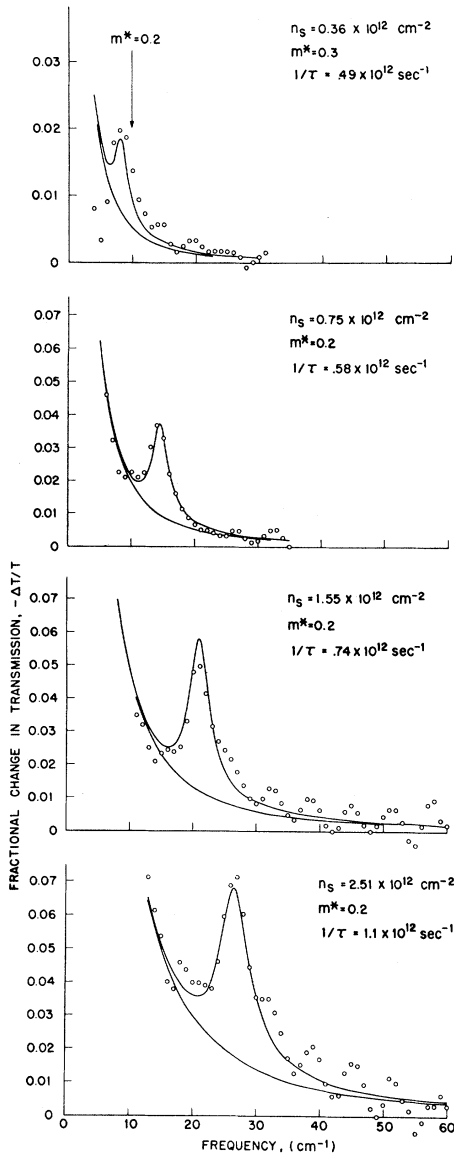 m*=0.2
n_s = 0.36 x 10^12 cm^-2
m*=0.3
1/τ = .49 x 10^12 sec^-1
0.03
0.02
0.01
0
20
40
n_s = 0.75 x 10^12 cm^-2
m*=0.2
1/τ = .58 x 10^12 sec^-1
0.07
0.06
0.05
0.04
0.03
0.02
0.01
0
FRACTIONAL CHANGE IN TRANSMISSION, -ΔT/T
n_s = 1.55 x 10^12 cm^-2
m*=0.2
1/τ = .74 x 10^12 sec^-1
0.07
0.06
0.05
0.04
0.03
0.02
0.01
0
n_s = 2.51 x 10^12 cm^-2
m*=0.2
1/τ = 1.1 x 10^12 sec^-1
0.07
0.06
0.05
0.04
0.03
0.02
0.01
0
0 10 20 30 40 50 60
FREQUENCY, (cm^-1)